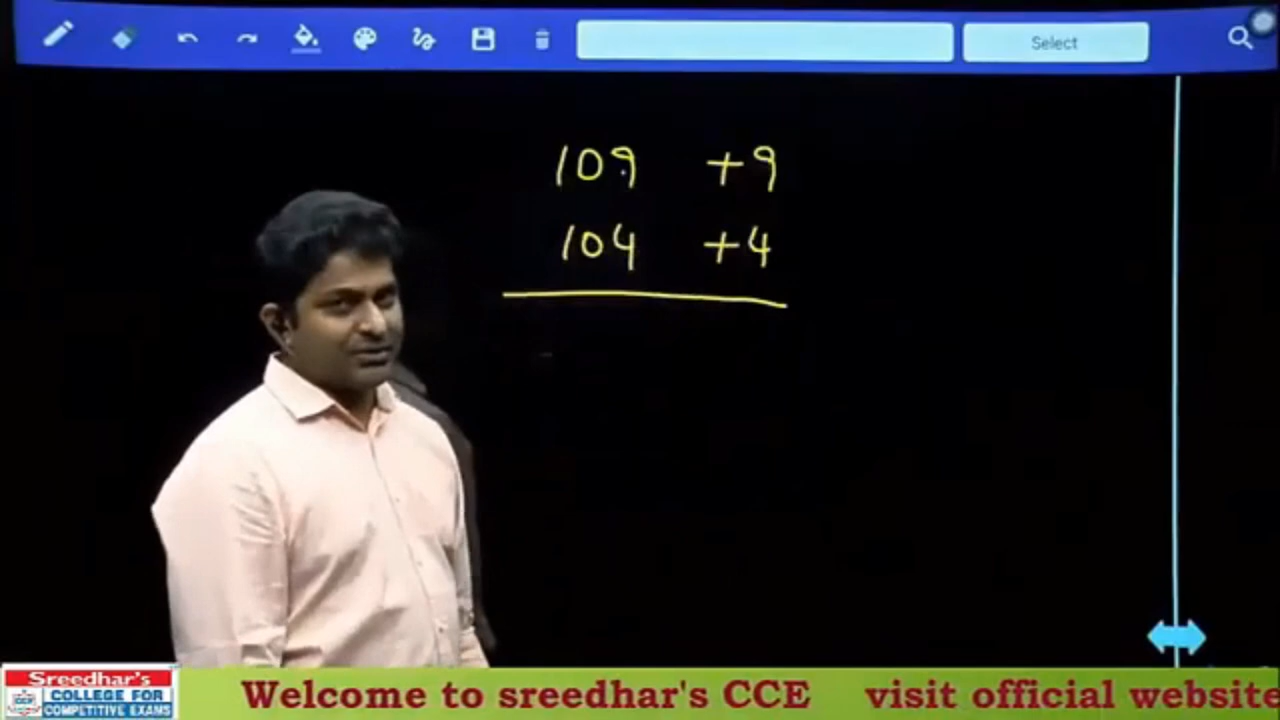 Select
109 +9
104 +4
Sreedhar's
COLLEGE FOR
COMPETITIVE EXAMS
Welcome to sreedhar's CCE visit official website